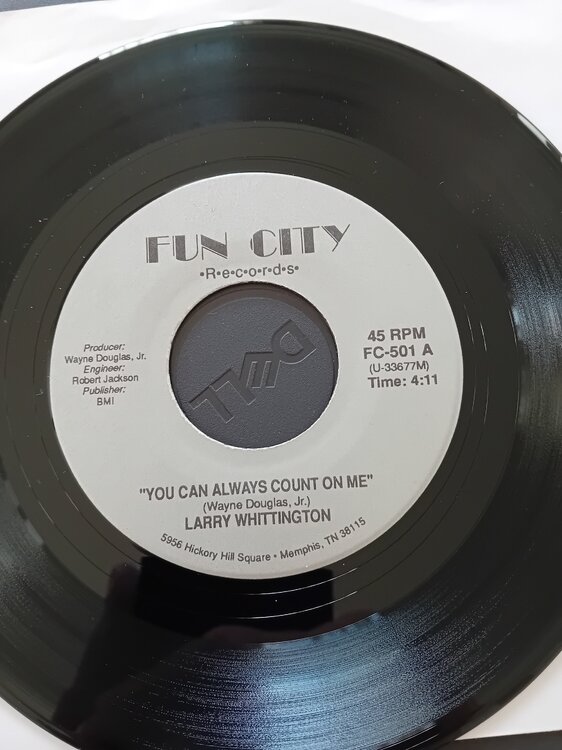 FUN CITY
•R•e•c•o•r•d•s•
Producer:
Wayne Douglas, Jr.
Engineer:
Robert Jackson
Publisher:
BMI
45 RPM
FC-501 A
(U-33677M)
Time: 4:11
"YOU CAN ALWAYS COUNT ON ME"
(Wayne Douglas, Jr.)
LARRY WHITTINGTON
5956 Hickory Hill Square • Memphis, TN 38115